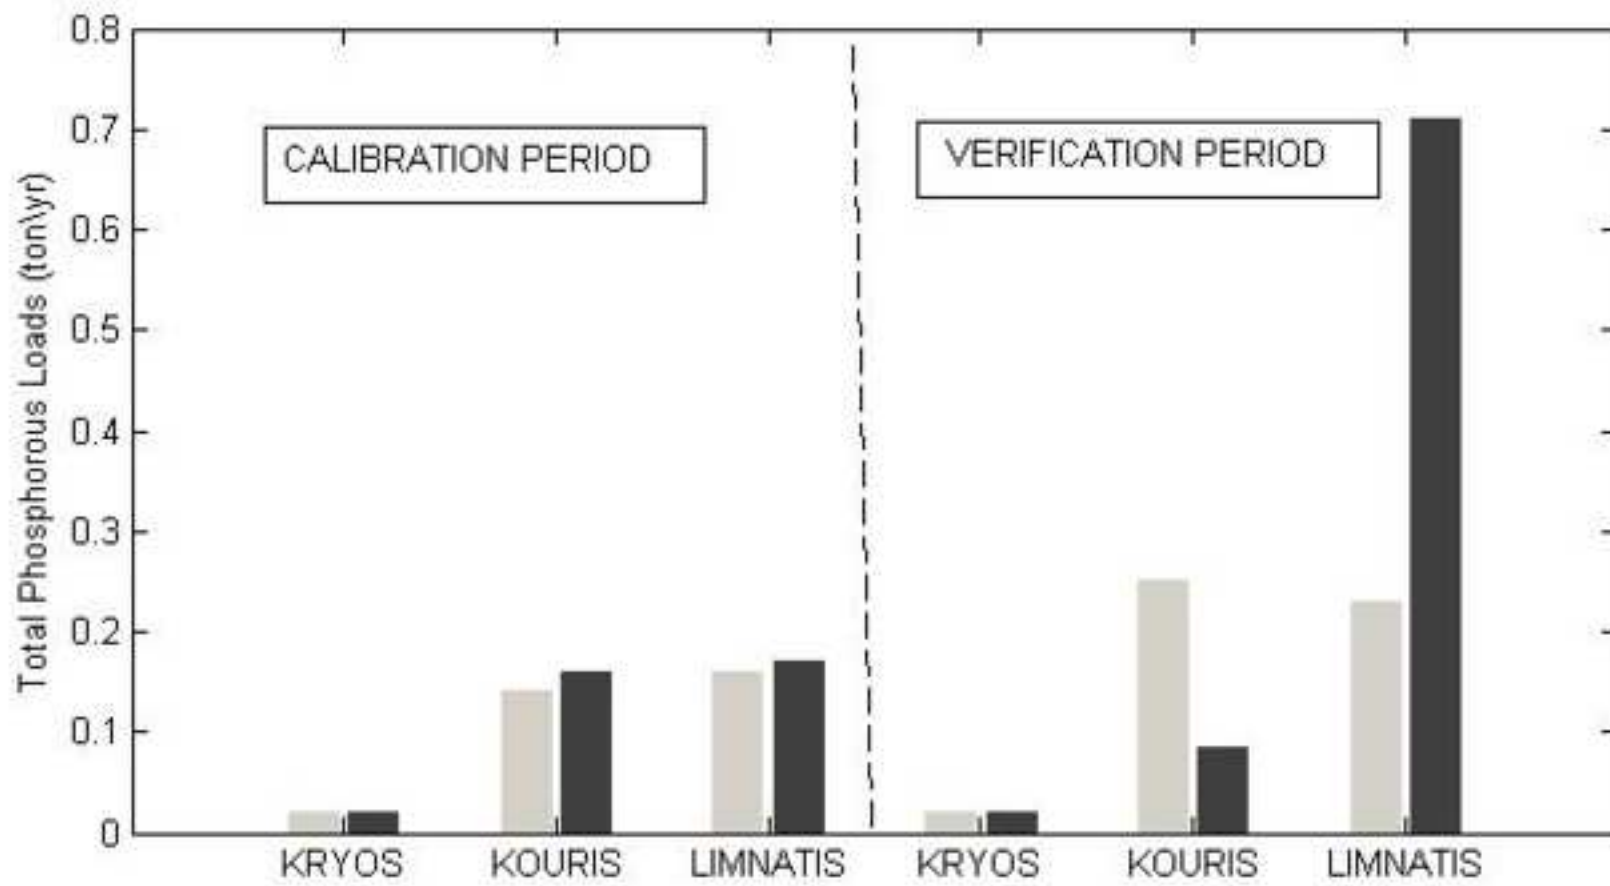 Total Phosphorous Loads (ton\yr)
0.8
0.7
0.6
0.5
0.4
0.3
0.2
0.1
0
CALIBRATION PERIOD
VERIFICATION PERIOD
KRYOS KOURIS LIMNATIS KRYOS KOURIS LIMNATIS